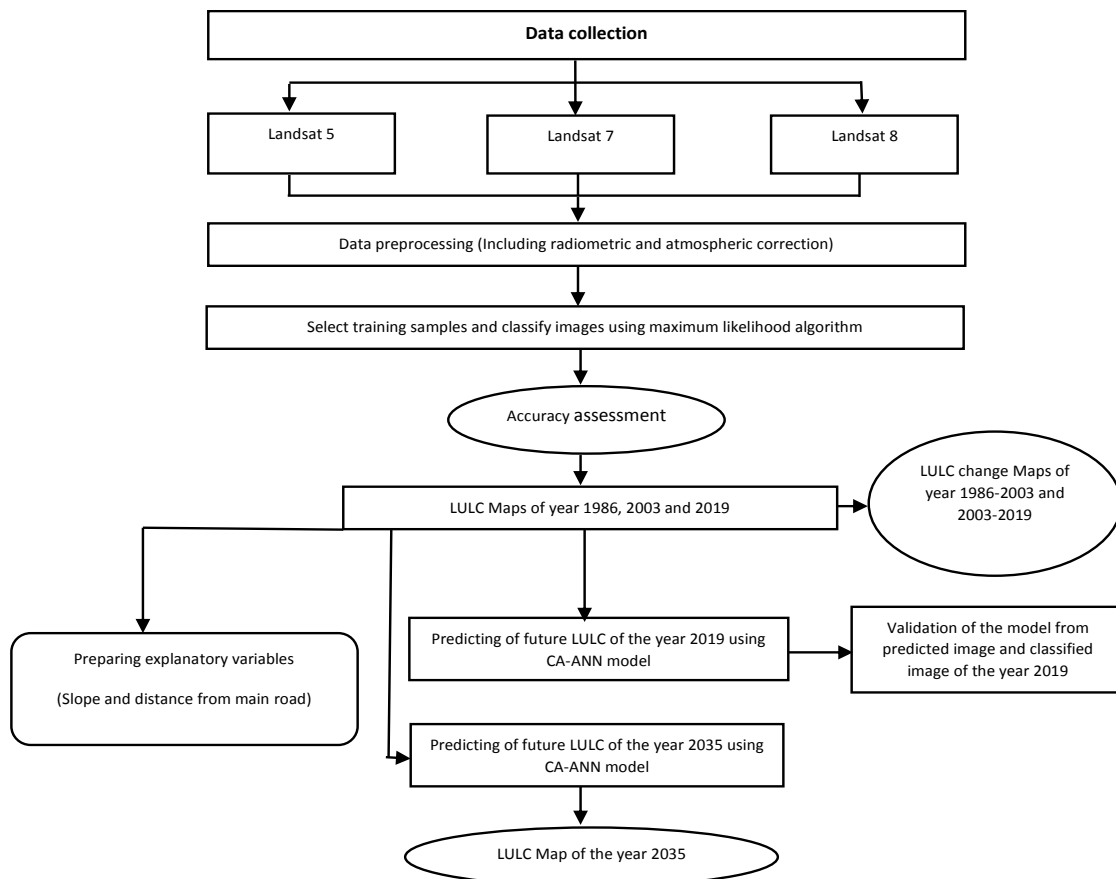 Data collection
Landsat 5
Landsat 7
Landsat 8
Data preprocessing (Including radiometric and atmospheric correction)
Select training samples and classify images using maximum likelihood algorithm
Accuracy assessment
LULC Maps of year 1986, 2003 and 2019
LULC change Maps of
year 1986-2003 and
2003-2019
Preparing explanatory variables
(Slope and distance from main road)
Predicting of future LULC of the year 2019 using
CA-ANN model
Validation of the model from
predicted image and classified
image of the year 2019
Predicting of future LULC of the year 2035 using
CA-ANN model
LULC Map of the year 2035